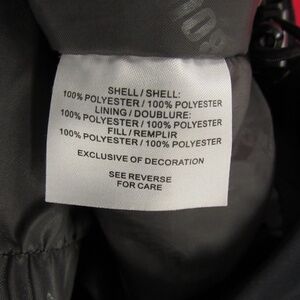 SHELL / SHELL:
100% POLYESTER / 100% POLYESTER
LINING / DOUBLURE:
100% POLYESTER / 100% POLYESTER
FILL / REMPLIR
100% POLYESTER / 100% POLYESTER
EXCLUSIVE OF DECORATION
SEE REVERSE
FOR CARE